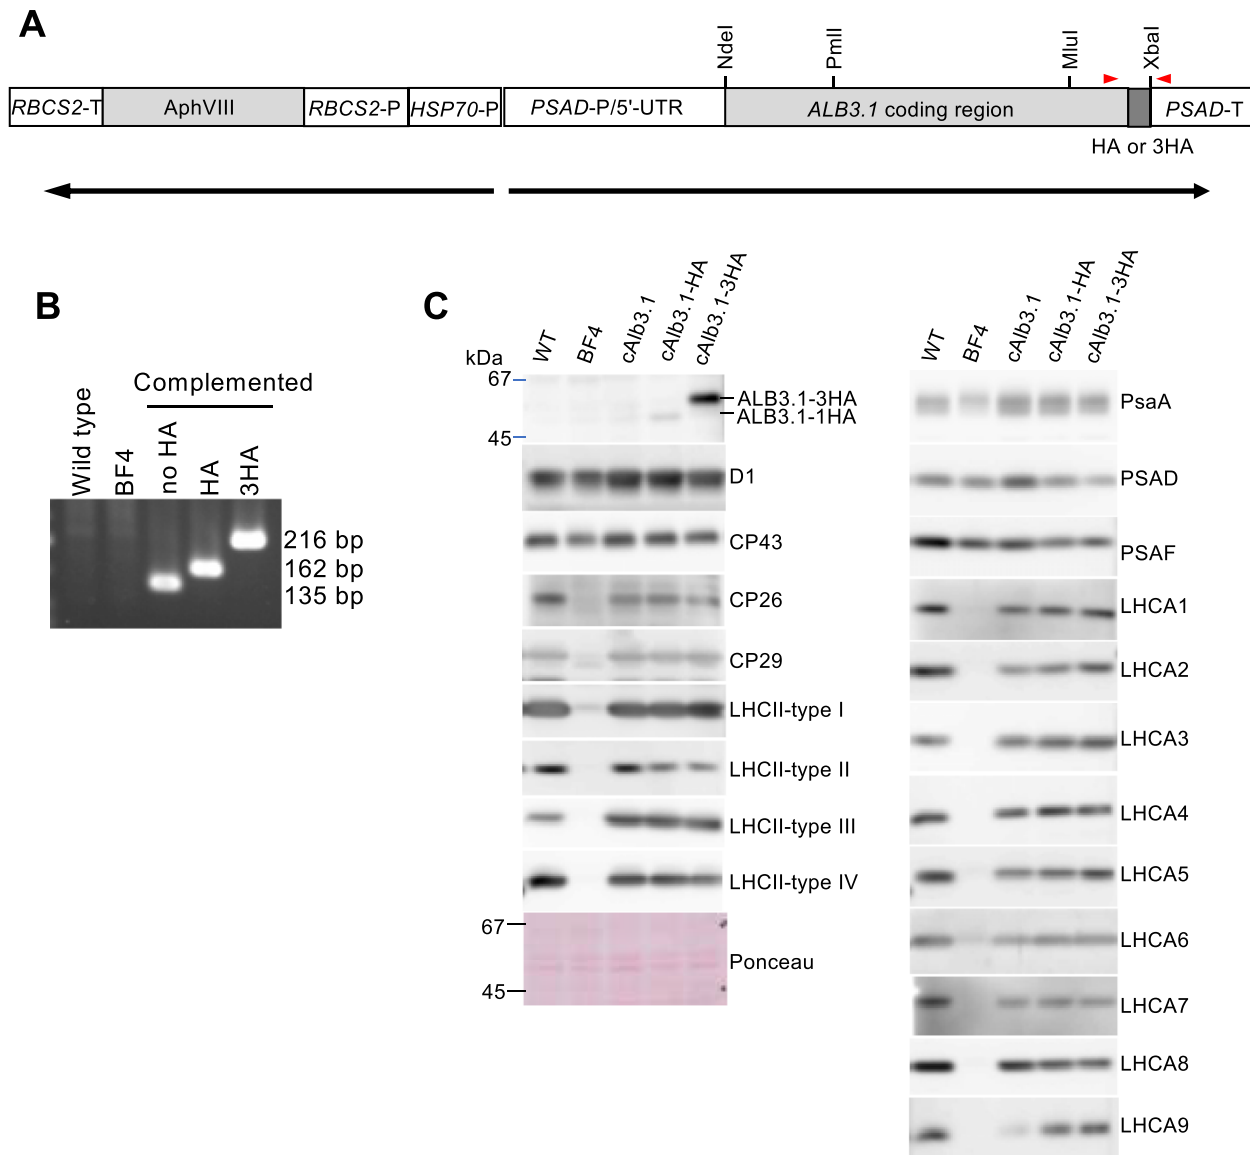 A
NdeI
PmlI
MluI
XbaI
RBCS2-T
AphVIII
RBCS2-P
HSP70-P
PSAD-P/5'-UTR
ALB3.1 coding region
PSAD-T
HA or 3HA
B
Complemented
Wild type
BF4
no HA
HA
3HA
216 bp
162 bp
135 bp
C
WT
BF4
cAlb3.1
cAlb3.1-HA
cAlb3.1-3HA
kDa
67
45
ALB3.1-3HA
ALB3.1-1HA
D1
CP43
CP26
CP29
LHCII-type I
LHCII-type II
LHCII-type III
LHCII-type IV
67
45
Ponceau
WT
BF4
cAlb3.1
cAlb3.1-HA
cAlb3.1-3HA
PsaA
PSAD
PSAF
LHCA1
LHCA2
LHCA3
LHCA4
LHCA5
LHCA6
LHCA7
LHCA8
LHCA9